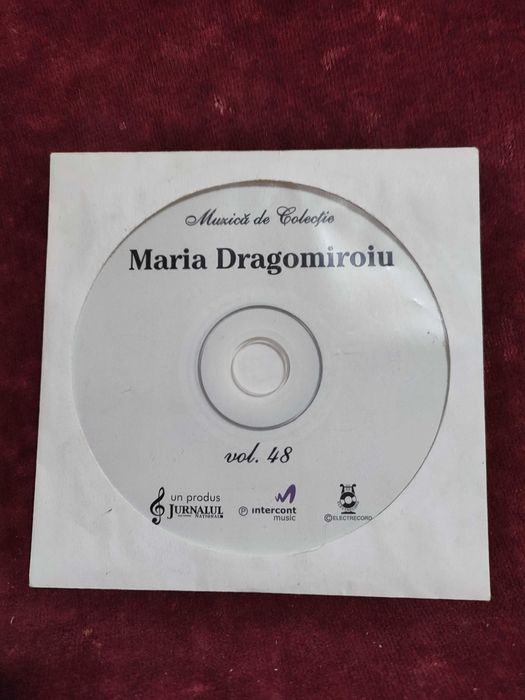 Muzică de Colecție
Maria Dragomiroiu
vol. 48
un produs
JURNALUL
NAȚIONAL
℗ intercont
music
©ELECTRECORD